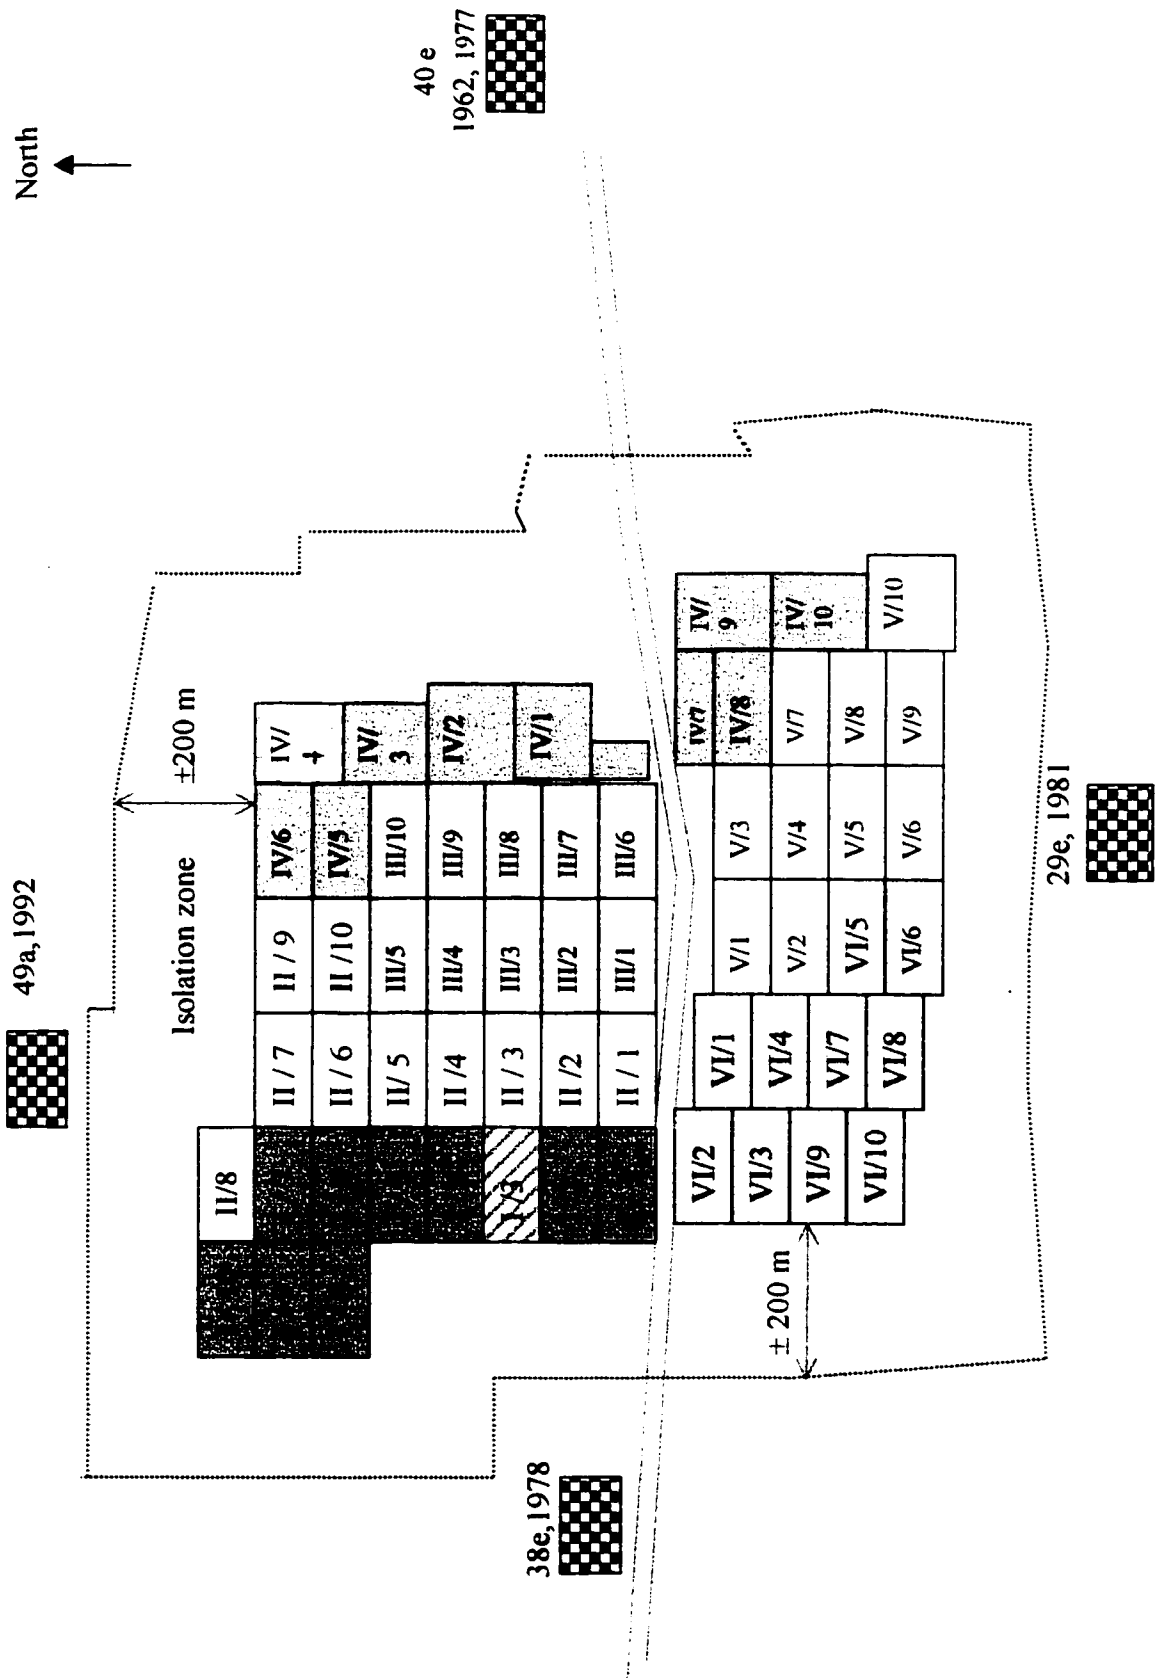 49a,1992
North
Isolation zone
±200 m
40 e
1962, 1977
II/8
II / 7
II / 9
IV/6
IV/
4
II / 6
II /10
IV/5
II/ 5
III/5
III/10
IV/
3
II /4
III/4
III/9
IV/2
I /3
II / 3
III/3
III/8
IV/1
II /2
III/2
III/7
II / 1
III/1
III/6
38e,1978
VI/2
VI/1
V/1
V/3
IV/7
IV/8
IV/
9
VI/3
VI/4
V/2
V/4
V/7
IV/
10
VI/9
VI/7
VI/5
V/5
V/8
VI/10
VI/8
VI/6
V/6
V/9
V/10
± 200 m
29e, 1981